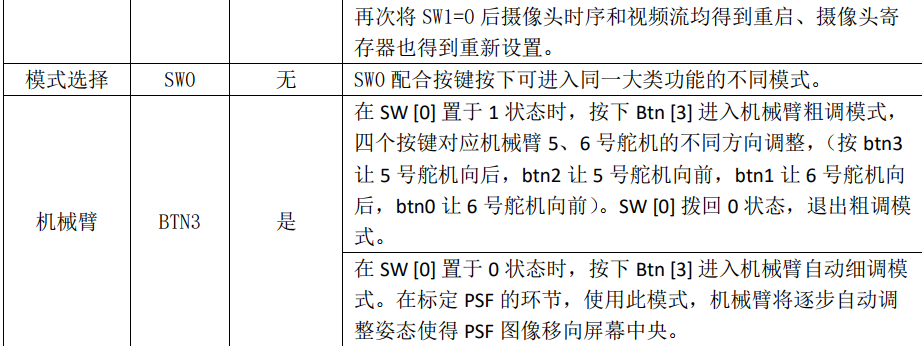 再次将 SW1=0 后摄像头时序和视频流均得到重启、摄像头寄
存器也得到重新设置。
模式选择 SW0 无 SW0 配合按键按下可进入同一大类功能的不同模式。
在 SW [0] 置于 1 状态时，按下 Btn [3] 进入机械臂粗调模式，
四个按键对应机械臂 5、6 号舵机的不同方向调整，（按 btn3
让 5 号舵机向后，btn2 让 5 号舵机向前，btn1 让 6 号舵机向
后，btn0 让 6 号舵机向前）。SW [0] 拨回 0 状态，退出粗调模
式。
机械臂 BTN3 是
在 SW [0] 置于 0 状态时，按下 Btn [3] 进入机械臂自动细调模
式。在标定 PSF 的环节，使用此模式，机械臂将逐步自动调
整姿态使得 PSF 图像移向屏幕中央。